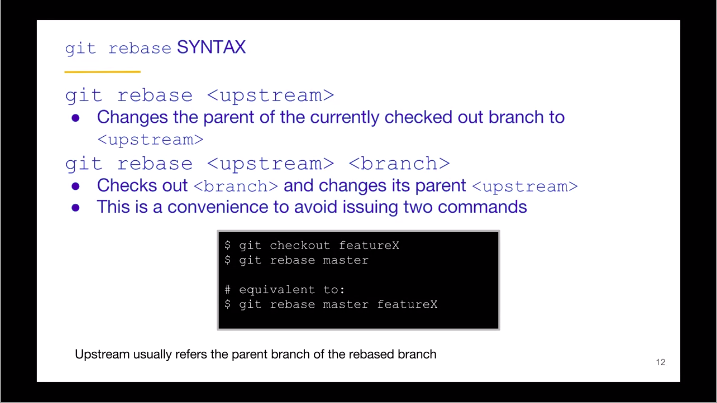 git rebase SYNTAX
git rebase <upstream>
● Changes the parent of the currently checked out branch to
<upstream>
git rebase <upstream> <branch>
● Checks out <branch> and changes its parent <upstream>
● This is a convenience to avoid issuing two commands
$ git checkout featureX
$ git rebase master
# equivalent to:
$ git rebase master featureX
Upstream usually refers the parent branch of the rebased branch
12